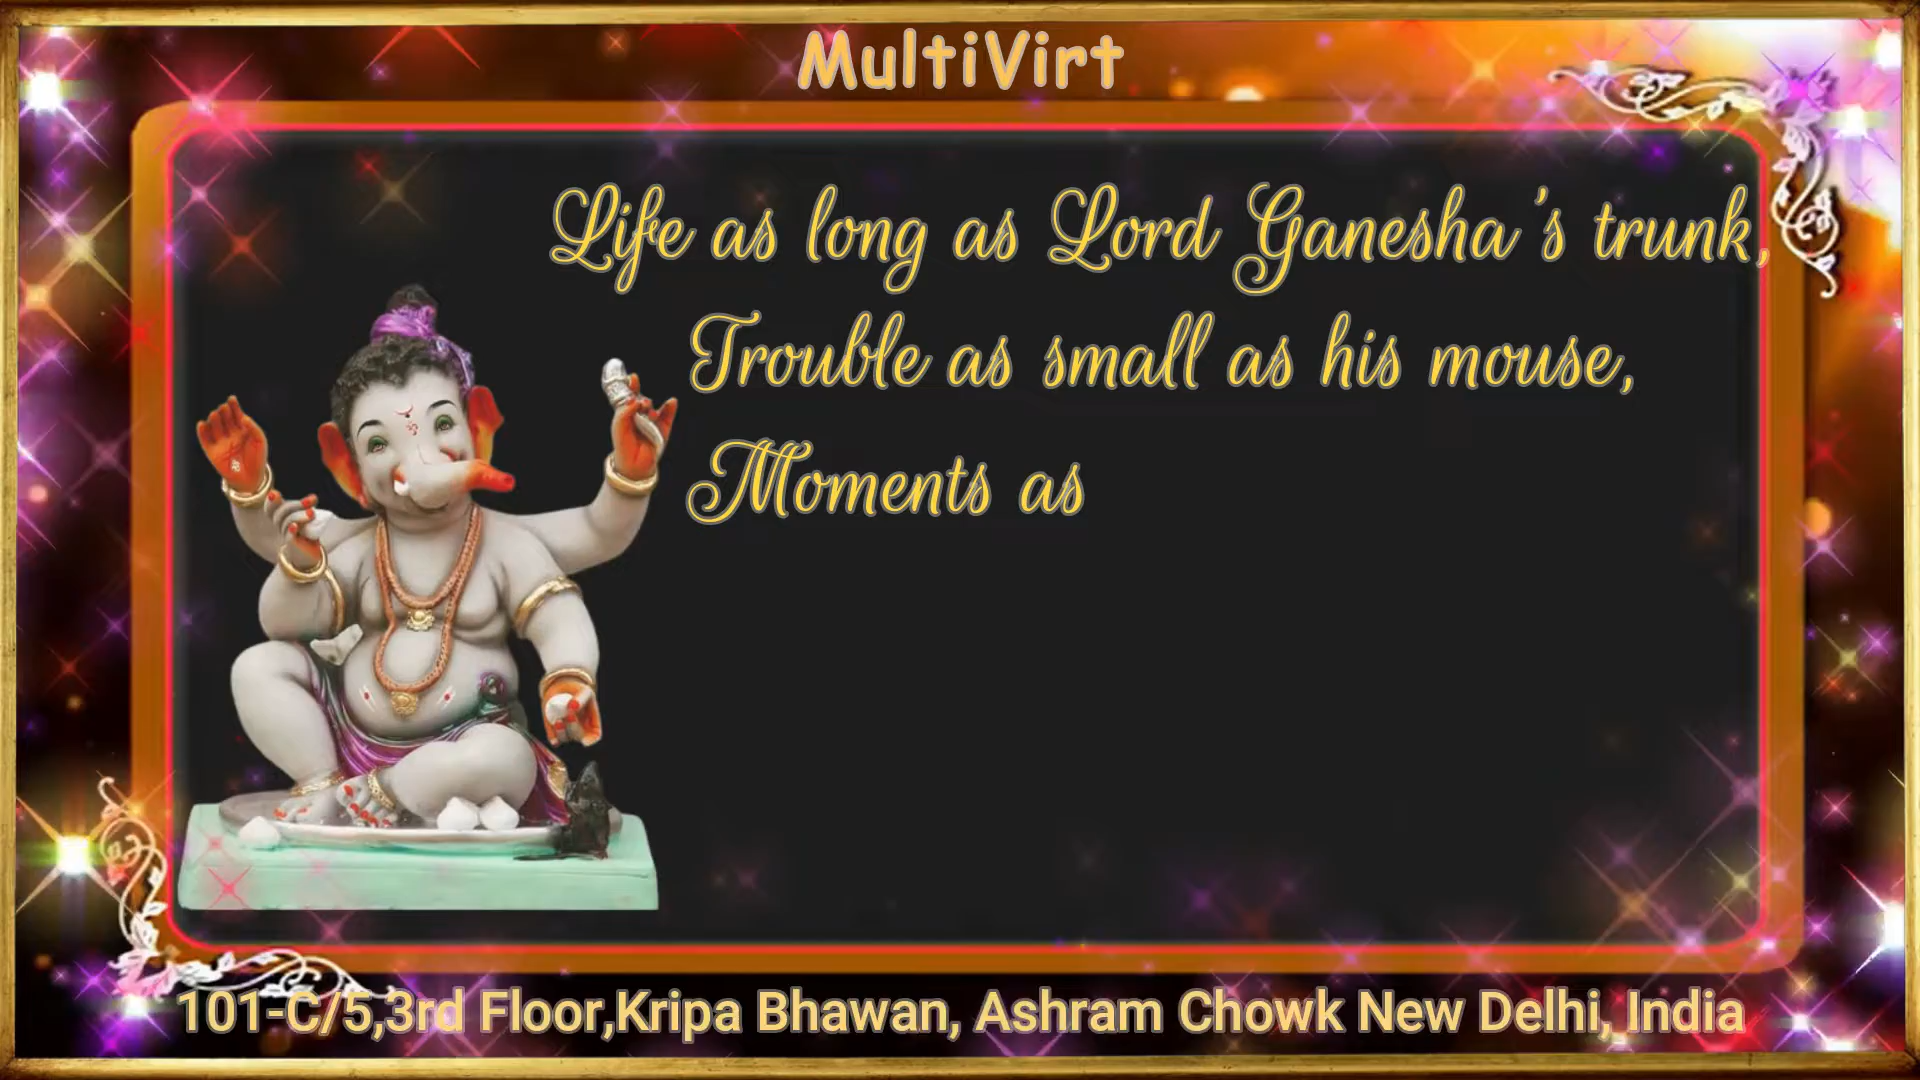 MultiVirt
Life as long as Lord Ganesha's trunk,
Trouble as small as his mouse,
Moments as
101-C/5,3rd Floor,Kripa Bhawan, Ashram Chowk New Delhi, India